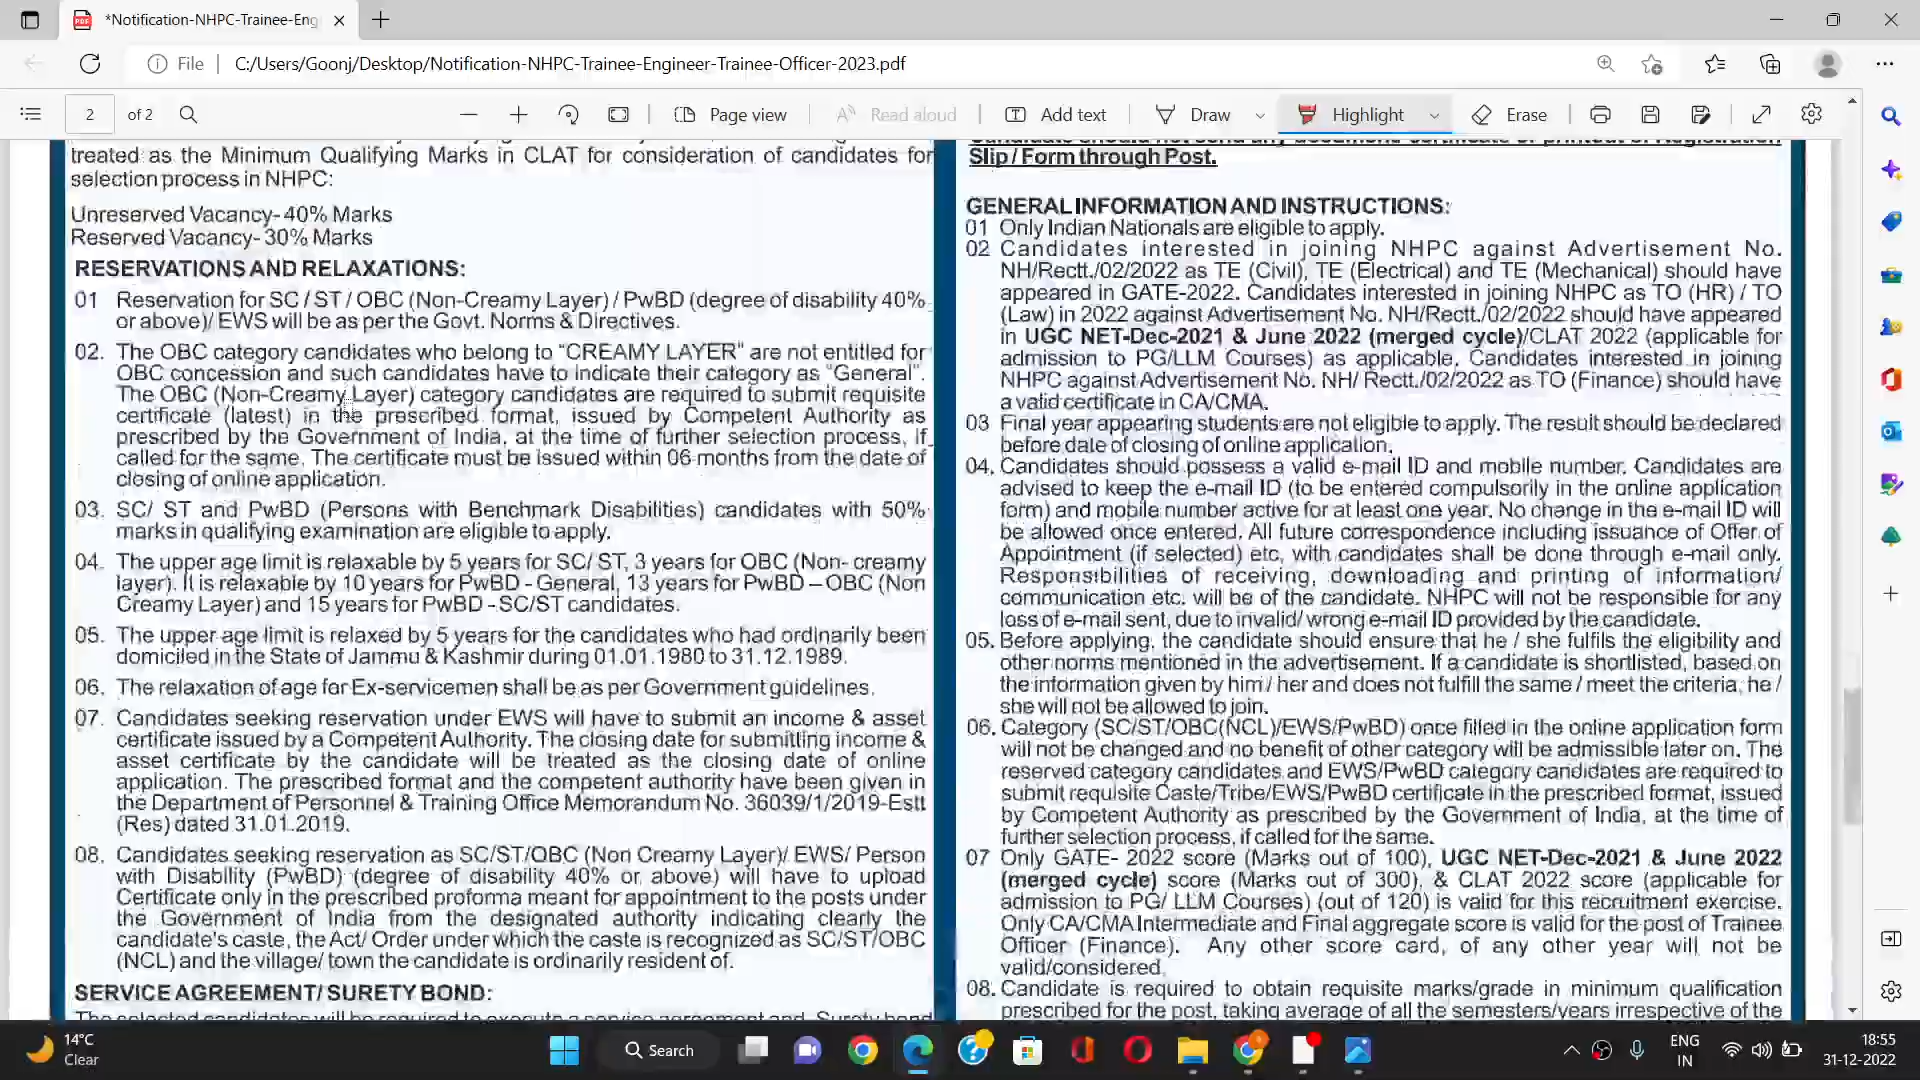 *Notification-NHPC-Trainee-Eng
File
C:/Users/Goonj/Desktop/Notification-NHPC-Trainee-Engineer-Trainee-Officer-2023.pdf
2 of 2
Page view
Read aloud
Add text
Draw
Highlight
Erase
treated as the Minimum Qualifying Marks in CLAT for consideration of candidates for
selection process in NHPC:
Unreserved Vacancy- 40% Marks
Reserved Vacancy- 30% Marks
RESERVATIONS AND RELAXATIONS:
01 Reservation for SC / ST / OBC (Non-Creamy Layer) / PwBD (degree of disability 40%
or above)/ EWS will be as per the Govt. Norms & Directives.
02. The OBC category candidates who belong to "CREAMY LAYER" are not entitled for
OBC concession and such candidates have to indicate their category as "General".
The OBC (Non-Creamy Layer) category candidates are required to submit requisite
certificate (latest) in the prescribed format, issued by Competent Authority as
prescribed by the Government of India, at the time of further selection process, if
called for the same. The certificate must be issued within 06 months from the date of
closing of online application.
03. SC/ ST and PwBD (Persons with Benchmark Disabilities) candidates with 50%
marks in qualifying examination are eligible to apply.
04. The upper age limit is relaxable by 5 years for SC/ ST, 3 years for OBC (Non- creamy
layer). It is relaxable by 10 years for PwBD - General, 13 years for PwBD – OBC (Non
Creamy Layer) and 15 years for PwBD - SC/ST candidates.
05. The upper age limit is relaxed by 5 years for the candidates who had ordinarily been
domiciled in the State of Jammu & Kashmir during 01.01.1980 to 31.12.1989.
06. The relaxation of age for Ex-servicemen shall be as per Government guidelines.
07. Candidates seeking reservation under EWS will have to submit an income & asset
certificate issued by a Competent Authority. The closing date for submitting income &
asset certificate by the candidate will be treated as the closing date of online
application. The prescribed format and the competent authority have been given in
the Department of Personnel & Training Office Memorandum No. 36039/1/2019-Estt
(Res) dated 31.01.2019.
08. Candidates seeking reservation as SC/ST/OBC (Non Creamy Layer)/ EWS/ Person
with Disability (PwBD) (degree of disability 40% or above) will have to upload
Certificate only in the prescribed proforma meant for appointment to the posts under
the Government of India from the designated authority indicating clearly the
candidate's caste, the Act/ Order under which the caste is recognized as SC/ST/OBC
(NCL) and the village/ town the candidate is ordinarily resident of.
SERVICE AGREEMENT/ SURETY BOND:
The selected candidates will be required to execute a service agreement and Surety bond
Candidate should not send any document certificate or printout of Registration
Slip / Form through Post.
GENERAL INFORMATION AND INSTRUCTIONS:
01 Only Indian Nationals are eligible to apply.
02 Candidates interested in joining NHPC against Advertisement No.
NH/Rectt./02/2022 as TE (Civil), TE (Electrical) and TE (Mechanical) should have
appeared in GATE-2022. Candidates interested in joining NHPC as TO (HR) / TO
(Law) in 2022 against Advertisement No. NH/Rectt./02/2022 should have appeared
in UGC NET-Dec-2021 & June 2022 (merged cycle)/CLAT 2022 (applicable for
admission to PG/LLM Courses) as applicable. Candidates interested in joining
NHPC against Advertisement No. NH/ Rectt./02/2022 as TO (Finance) should have
a valid certificate in CA/CMA.
03 Final year appearing students are not eligible to apply. The result should be declared
before date of closing of online application.
04. Candidates should possess a valid e-mail ID and mobile number. Candidates are
advised to keep the e-mail ID (to be entered compulsorily in the online application
form) and mobile number active for at least one year. No change in the e-mail ID will
be allowed once entered. All future correspondence including issuance of Offer of
Appointment (if selected) etc. with candidates shall be done through e-mail only.
Responsibilities of receiving, downloading and printing of information/
communication etc. will be of the candidate. NHPC will not be responsible for any
loss of e-mail sent, due to invalid/ wrong e-mail ID provided by the candidate.
05. Before applying, the candidate should ensure that he / she fulfils the eligibility and
other norms mentioned in the advertisement. If a candidate is shortlisted, based on
the information given by him / her and does not fulfill the same / meet the criteria, he /
she will not be allowed to join.
06. Category (SC/ST/OBC(NCL)/EWS/PwBD) once filled in the online application form
will not be changed and no benefit of other category will be admissible later on. The
reserved category candidates and EWS/PwBD category candidates are required to
submit requisite Caste/Tribe/EWS/PwBD certificate in the prescribed format, issued
by Competent Authority as prescribed by the Government of India, at the time of
further selection process, if called for the same.
07 Only GATE- 2022 score (Marks out of 100), UGC NET-Dec-2021 & June 2022
(merged cycle) score (Marks out of 300), & CLAT 2022 score (applicable for
admission to PG/ LLM Courses) (out of 120) is valid for this recruitment exercise.
Only CA/CMA Intermediate and Final aggregate score is valid for the post of Trainee
Officer (Finance). Any other score card, of any other year will not be
valid/considered.
08. Candidate is required to obtain requisite marks/grade in minimum qualification
prescribed for the post, taking average of all the semesters/years irrespective of the
14°C
Clear
Search
ENG
IN
18:55
31-12-2022